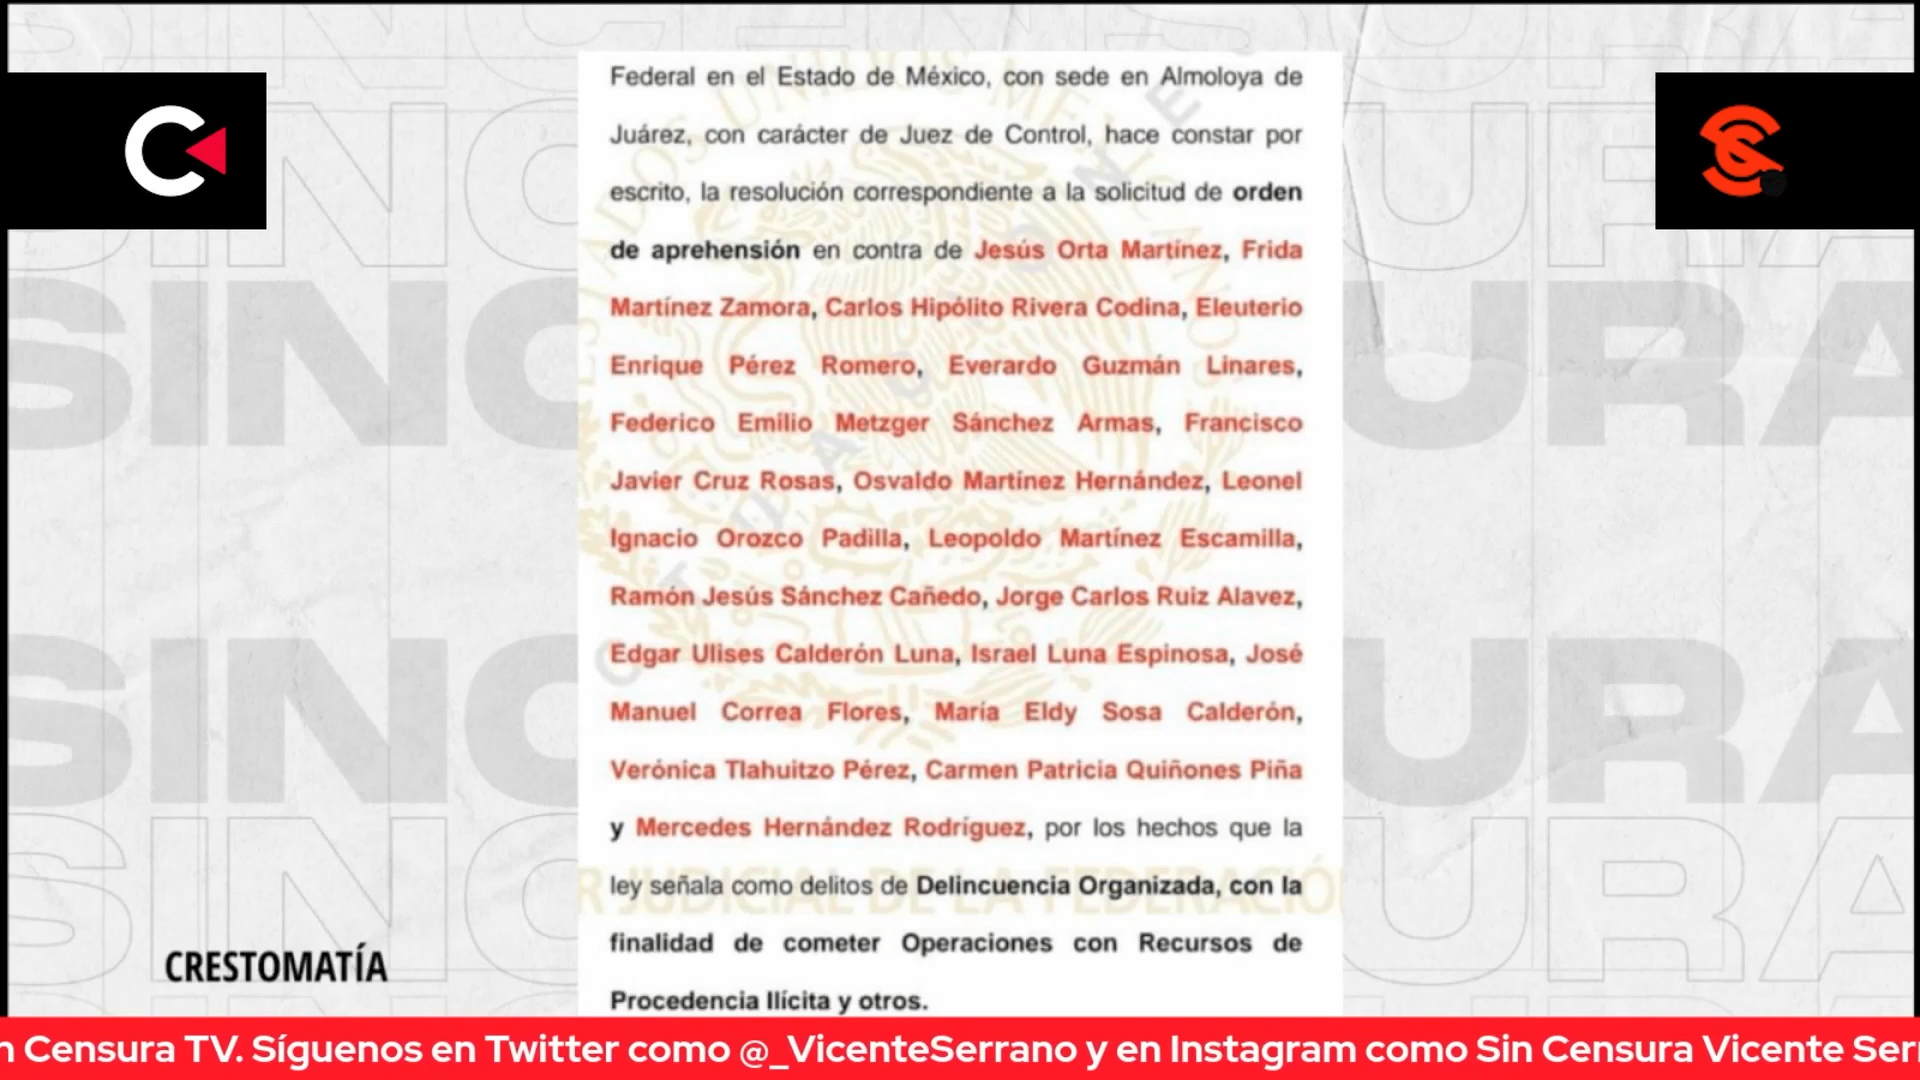 Federal en el Estado de México, con sede en Almoloya de
Juárez, con carácter de Juez de Control, hace constar por
escrito, la resolución correspondiente a la solicitud de orden
de aprehensión en contra de Jesús Orta Martínez, Frida
Martínez Zamora, Carlos Hipólito Rivera Codina, Eleuterio
Enrique Pérez Romero, Everardo Guzmán Linares,
Federico Emilio Metzger Sánchez Armas, Francisco
Javier Cruz Rosas, Osvaldo Martínez Hernández, Leonel
Ignacio Orozco Padilla, Leopoldo Martínez Escamilla,
Ramón Jesús Sánchez Cañedo, Jorge Carlos Ruiz Alavez,
Edgar Ulises Calderón Luna, Israel Luna Espinosa, José
Manuel Correa Flores, María Eldy Sosa Calderón,
Verónica Tlahuitzo Pérez, Carmen Patricia Quiñones Piña
y Mercedes Hernández Rodríguez, por los hechos que la
ley señala como delitos de Delincuencia Organizada, con la
finalidad de cometer Operaciones con Recursos de
Procedencia Ilícita y otros.
R JUDICIAL DE LA FEDERACIÓ
CRESTOMATÍA
n Censura TV. Síguenos en Twitter como @_VicenteSerrano y en Instagram como Sin Censura Vicente Serr